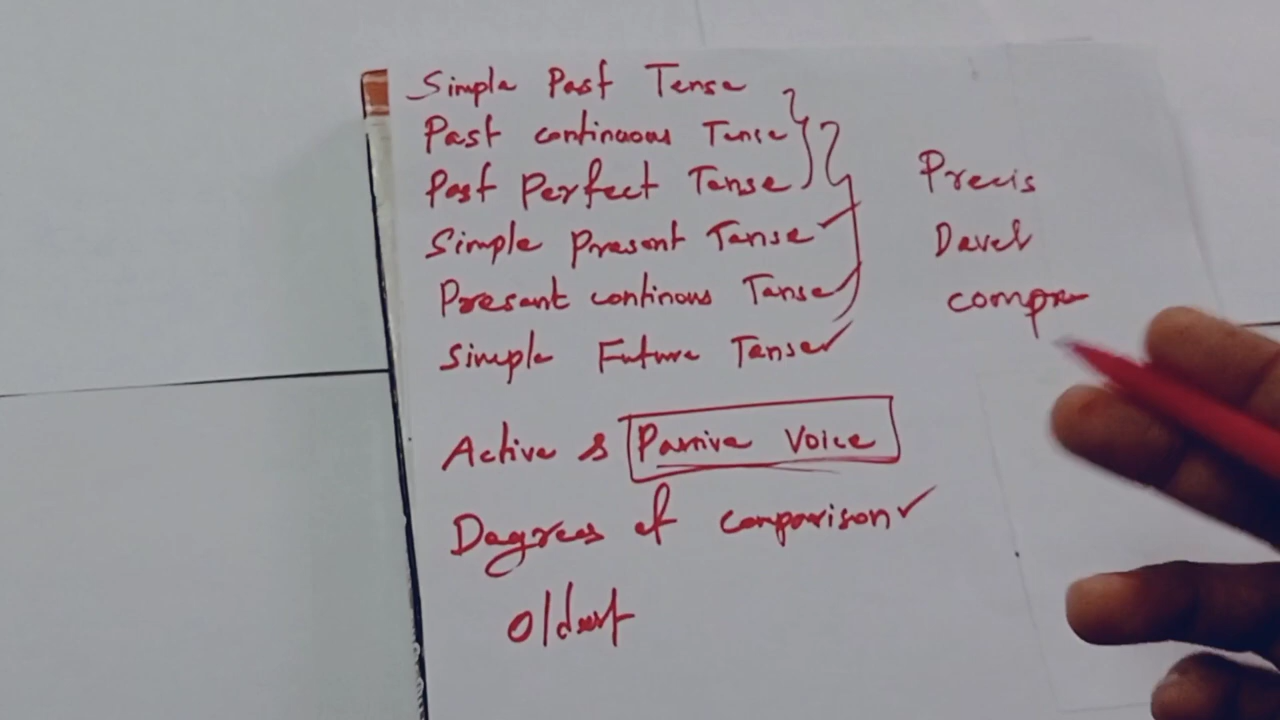 Simple Past Tense
Past continuous Tense
Past Perfect Tense
Simple Present Tense
Present continous Tense
Simple Future Tense
Active & Passive Voice
Degrees of comparison
Oldest
Precis
Devel
compre